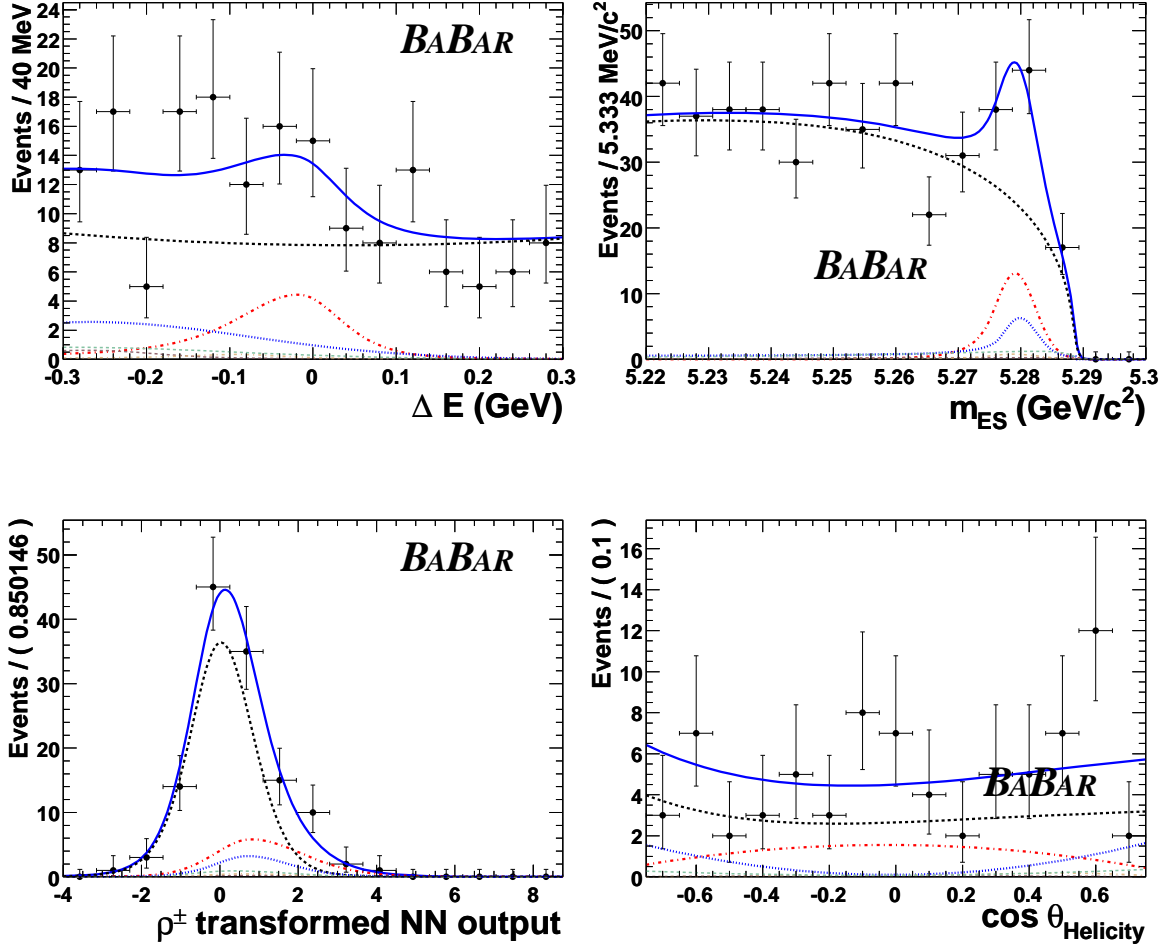 Events / 40 MeV
24
22
20
18
16
14
12
10
8
6
4
2
0
BABAR
-0.3 -0.2 -0.1 0 0.1 0.2 0.3
Δ E (GeV)
Events / 5.333 MeV/c²
50
40
30
20
10
0
BABAR
5.22 5.23 5.24 5.25 5.26 5.27 5.28 5.29 5.3
m_ES (GeV/c²)
Events / ( 0.850146 )
50
40
30
20
10
0
BABAR
-4 -2 0 2 4 6 8
ρ± transformed NN output
Events / ( 0.1 )
16
14
12
10
8
6
4
2
0
BABAR
-0.6 -0.4 -0.2 0 0.2 0.4 0.6
cos θ_Helicity